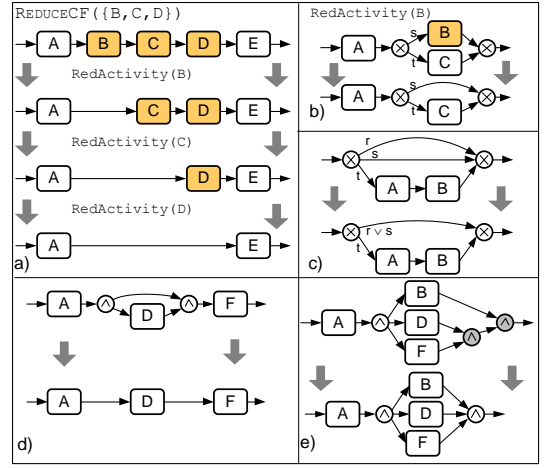 REDUCECF({B,C,D})
A B C D E
RedActivity(B)
A C D E
RedActivity(C)
A D E
RedActivity(D)
A E
a)
RedActivity(B)
s
B
A × ×
t
C
s
A × ×
t
C
b)
r
s
× ×
t
A B
× r ∨ s ×
t
A B
c)
A ∧ ∧ F
D
A D F
d)
B
A ∧ D ∧ ∧
F
B
A ∧ D ∧
F
e)